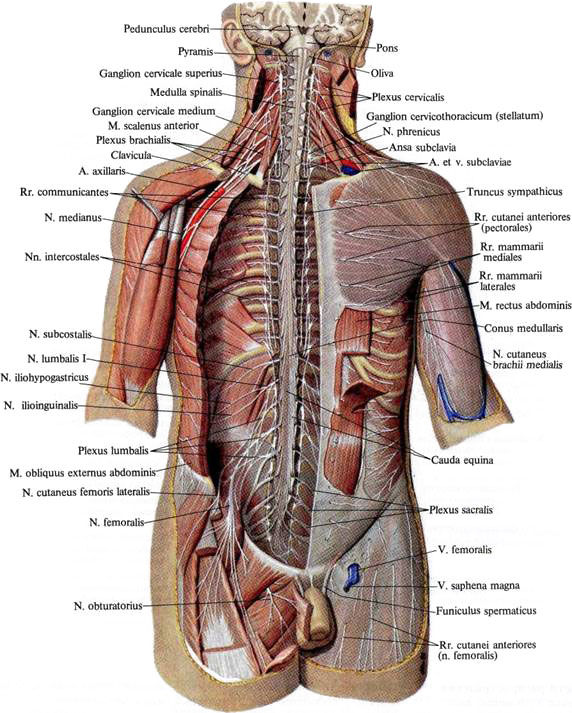 Pedunculus cerebri
Pyramis
Ganglion cervicale superius
Medulla spinalis
Ganglion cervicale medium
M. scalenus anterior
Plexus brachialis
Clavicula
A. axillaris
Rr. communicantes
N. medianus
Nn. intercostales
N. subcostalis
N. lumbalis I
N. iliohypogastricus
N. ilioinguinalis
Plexus lumbalis
M. obliquus externus abdominis
N. cutaneus femoris lateralis
N. femoralis
N. obturatorius
Pons
Oliva
Plexus cervicalis
Ganglion cervicothoracicum (stellatum)
N. phrenicus
Ansa subclavia
A. et v. subclaviae
Truncus sympathicus
Rr. cutanei anteriores
(pectorales)
Rr. mammarii
mediales
Rr. mammarii
laterales
M. rectus abdominis
Conus medullaris
N. cutaneus
brachii medialis
Cauda equina
Plexus sacralis
V. femoralis
V. saphena magna
Funiculus spermaticus
Rr. cutanei anteriores
(n. femoralis)